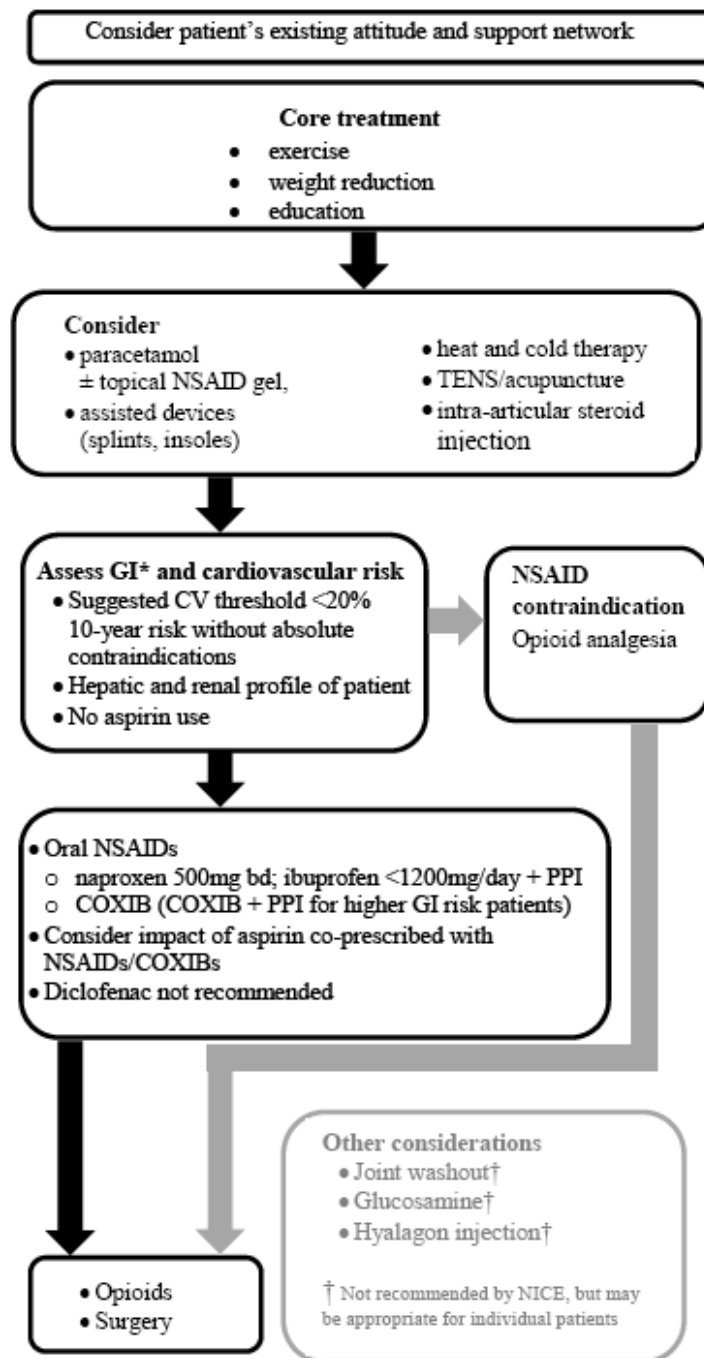 Consider patient's existing attitude and support network
Core treatment
• exercise
• weight reduction
• education
Consider
• paracetamol
± topical NSAID gel,
• assisted devices
(splints, insoles)
• heat and cold therapy
• TENS/acupuncture
• intra-articular steroid
injection
Assess GI* and cardiovascular risk
• Suggested CV threshold <20%
10-year risk without absolute
contraindications
• Hepatic and renal profile of patient
• No aspirin use
NSAID
contraindication
Opioid analgesia
• Oral NSAIDs
o naproxen 500mg bd; ibuprofen <1200mg/day + PPI
o COXIB (COXIB + PPI for higher GI risk patients)
• Consider impact of aspirin co-prescribed with
NSAIDs/COXIBs
• Diclofenac not recommended
Other considerations
• Joint washout†
• Glucosamine†
• Hyalagon injection†
† Not recommended by NICE, but may
be appropriate for individual patients
• Opioids
• Surgery